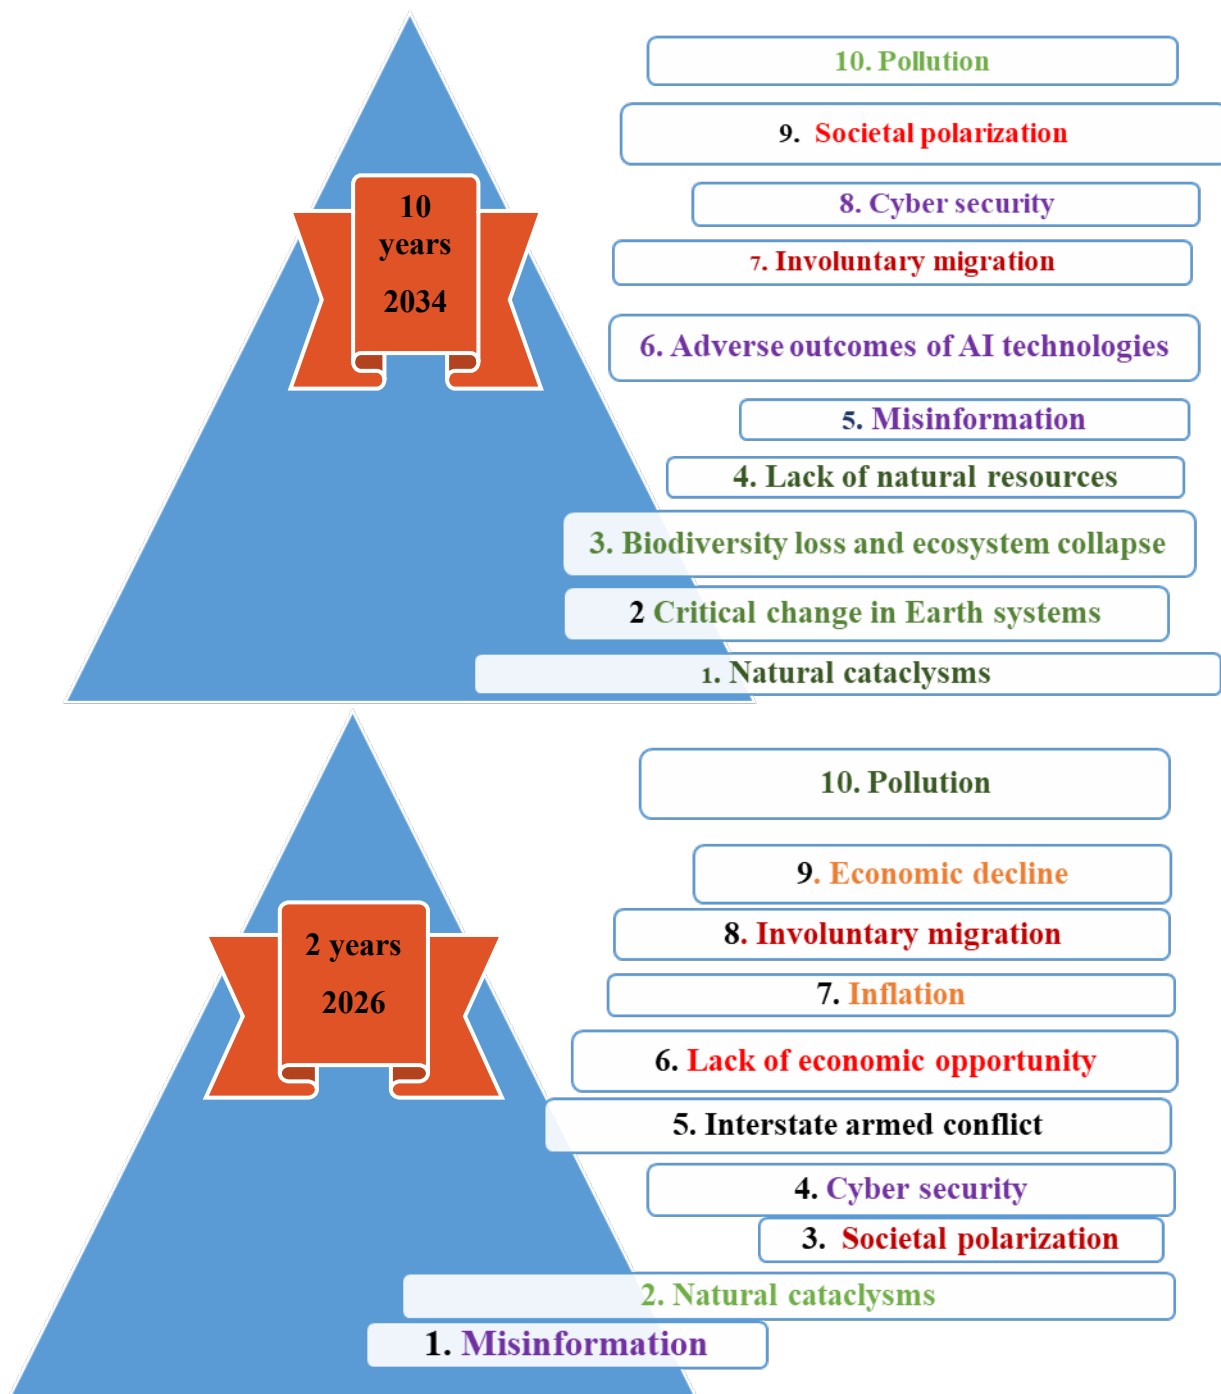 10. Pollution
9. Societal polarization
10
years
2034
8. Cyber security
7. Involuntary migration
6. Adverse outcomes of AI technologies
5. Misinformation
4. Lack of natural resources
3. Biodiversity loss and ecosystem collapse
2 Critical change in Earth systems
1. Natural cataclysms
10. Pollution
9. Economic decline
2 years
2026
8. Involuntary migration
7. Inflation
6. Lack of economic opportunity
5. Interstate armed conflict
4. Cyber security
3. Societal polarization
2. Natural cataclysms
1. Misinformation